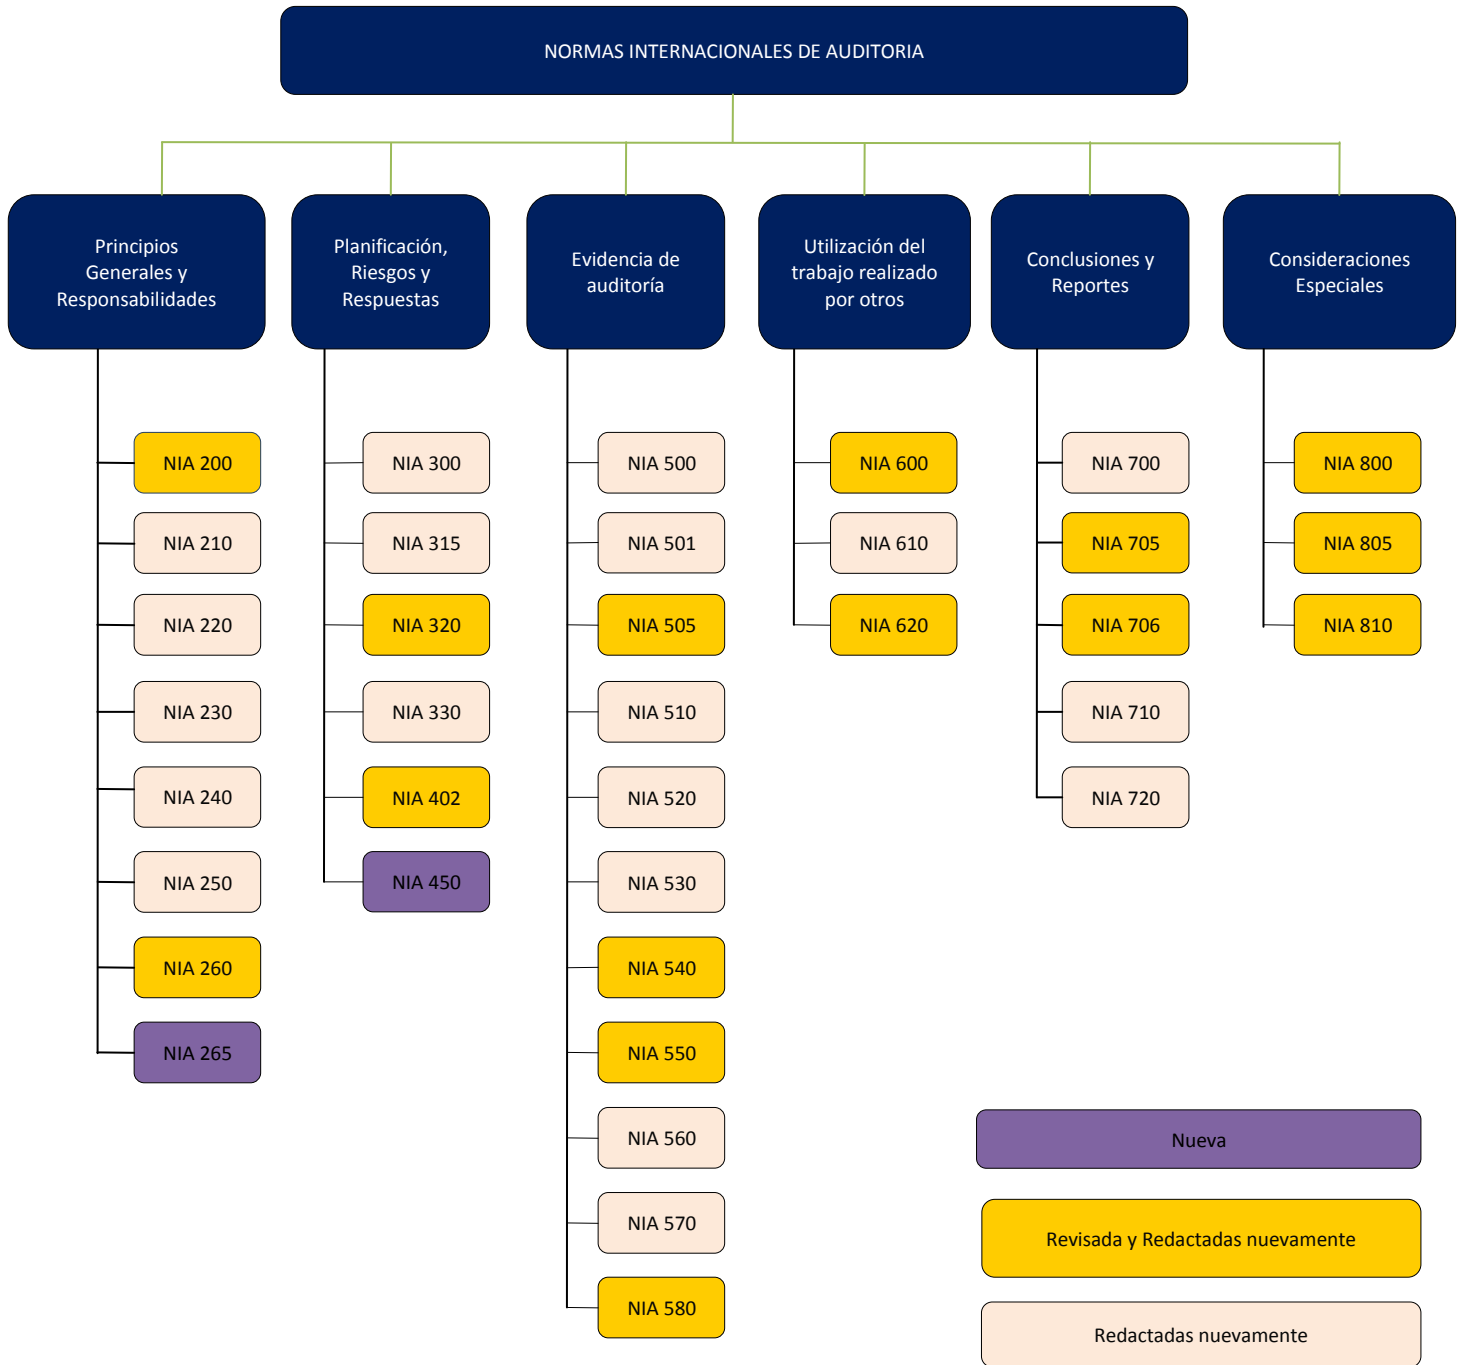 NORMAS INTERNACIONALES DE AUDITORIA
Principios
Generales y
Responsabilidades
Planificación,
Riesgos y
Respuestas
Evidencia de
auditoría
Utilización del
trabajo realizado
por otros
Conclusiones y
Reportes
Consideraciones
Especiales
NIA 200
NIA 210
NIA 220
NIA 230
NIA 240
NIA 250
NIA 260
NIA 265
NIA 300
NIA 315
NIA 320
NIA 330
NIA 402
NIA 450
NIA 500
NIA 501
NIA 505
NIA 510
NIA 520
NIA 530
NIA 540
NIA 550
NIA 560
NIA 570
NIA 580
NIA 600
NIA 610
NIA 620
NIA 700
NIA 705
NIA 706
NIA 710
NIA 720
NIA 800
NIA 805
NIA 810
Nueva
Revisada y Redactadas nuevamente
Redactadas nuevamente